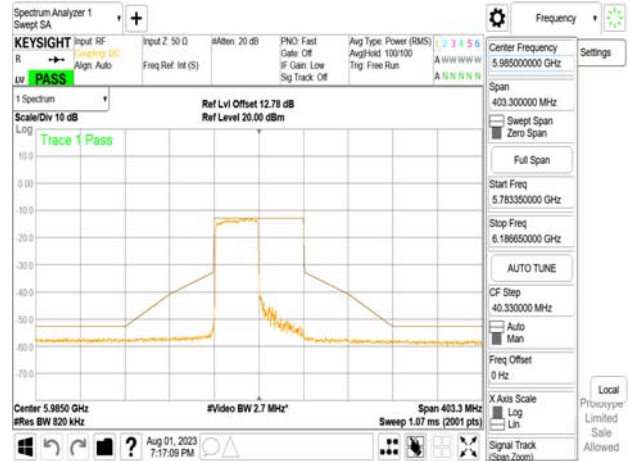 Spectrum Analyzer 1
Swept SA
Frequency
KEYSIGHT
Input: RF
Coupling: DC
Align: Auto
Input Z: 50 Ω
Freq Ref: Int (S)
#Atten: 20 dB
PNO: Fast
Gate: Off
IF Gain: Low
Sig Track: Off
Avg Type: Power (RMS)
Avg|Hold: 100/100
Trig: Free Run
1 2 3 4 5 6
A W W W W W
A N N N N N
R
LV PASS
1 Spectrum
Scale/Div 10 dB
Ref Lvl Offset 12.78 dB
Ref Level 20.00 dBm
Log
Trace 1 Pass
10.0
0.00
-10.0
-20.0
-30.0
-40.0
-50.0
-60.0
-70.0
Center 5.9850 GHz
#Video BW 2.7 MHz*
Span 403.3 MHz
#Res BW 820 kHz
Sweep 1.07 ms (2001 pts)
Aug 01, 2023
7:17:09 PM
Center Frequency
5.985000000 GHz
Settings
Span
403.300000 MHz
Swept Span
Zero Span
Full Span
Start Freq
5.783350000 GHz
Stop Freq
6.186650000 GHz
AUTO TUNE
CF Step
40.330000 MHz
Auto
Man
Freq Offset
0 Hz
X Axis Scale
Log
Lin
Signal Track
(Span Zoom)
Local
Prototype
Limited
Sale
Allowed